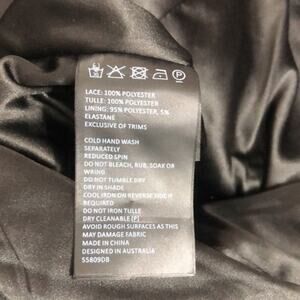 LACE: 100% POLYESTER
TULLE: 100% POLYESTER
LINING: 95% POLYESTER, 5%
ELASTANE
EXCLUSIVE OF TRIMS
COLD HAND WASH
SEPARATELY
REDUCED SPIN
DO NOT BLEACH, RUB, SOAK OR
WRING
DO NOT TUMBLE DRY
DRY IN SHADE
COOL IRON ON REVERSE SIDE IF
REQUIRED
DO NOT IRON TULLE
DRY CLEANABLE [P]
AVOID ROUGH SURFACES AS THIS
MAY DAMAGE FABRIC
MADE IN CHINA
DESIGNED IN AUSTRALIA
55809DB